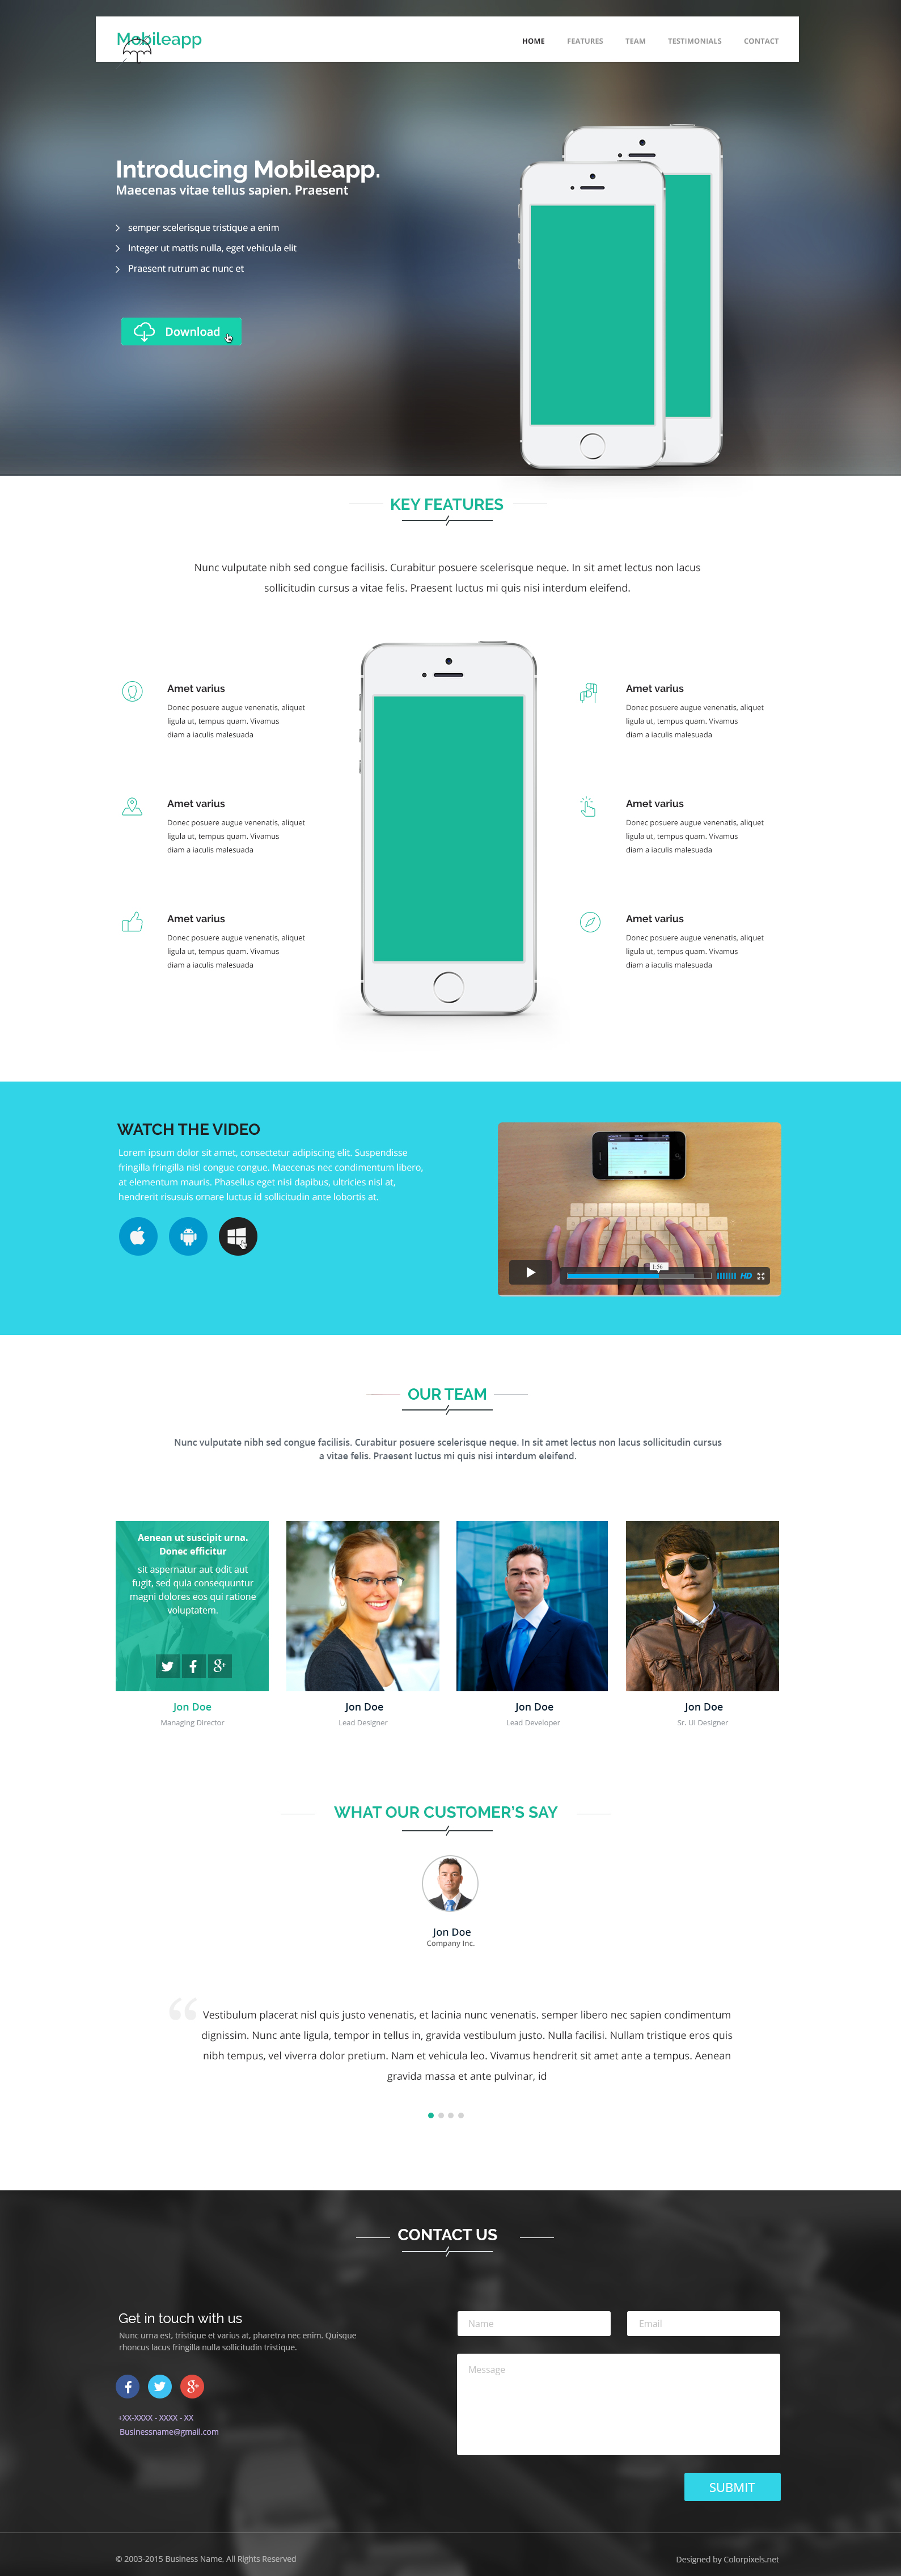 Mobileapp
HOME FEATURES TEAM TESTIMONIALS CONTACT
Introducing Mobileapp.
Maecenas vitae tellus sapien. Praesent
semper scelerisque tristique a enim
Integer ut mattis nulla, eget vehicula elit
Praesent rutrum ac nunc et
Download
KEY FEATURES
Nunc vulputate nibh sed congue facilisis. Curabitur posuere scelerisque neque. In sit amet lectus non lacus
sollicitudin cursus a vitae felis. Praesent luctus mi quis nisi interdum eleifend.
Amet varius
Donec posuere augue venenatis, aliquet
ligula ut, tempus quam. Vivamus
diam a iaculis malesuada
Amet varius
Donec posuere augue venenatis, aliquet
ligula ut, tempus quam. Vivamus
diam a iaculis malesuada
Amet varius
Donec posuere augue venenatis, aliquet
ligula ut, tempus quam. Vivamus
diam a iaculis malesuada
Amet varius
Donec posuere augue venenatis, aliquet
ligula ut, tempus quam. Vivamus
diam a iaculis malesuada
Amet varius
Donec posuere augue venenatis, aliquet
ligula ut, tempus quam. Vivamus
diam a iaculis malesuada
Amet varius
Donec posuere augue venenatis, aliquet
ligula ut, tempus quam. Vivamus
diam a iaculis malesuada
WATCH THE VIDEO
Lorem ipsum dolor sit amet, consectetur adipiscing elit. Suspendisse
fringilla fringilla nisl congue congue. Maecenas nec condimentum libero,
at elementum mauris. Phasellus eget nisi dapibus, ultricies nisl at,
hendrerit risusuis ornare luctus id sollicitudin ante lobortis at.
1:56
HD
OUR TEAM
Nunc vulputate nibh sed congue facilisis. Curabitur posuere scelerisque neque. In sit amet lectus non lacus sollicitudin cursus
a vitae felis. Praesent luctus mi quis nisi interdum eleifend.
Aenean ut suscipit urna.
Donec efficitur
sit aspernatur aut odit aut
fugit, sed quia consequuntur
magni dolores eos qui ratione
voluptatem.
Jon Doe
Managing Director
Jon Doe
Lead Designer
Jon Doe
Lead Developer
Jon Doe
Sr. UI Designer
WHAT OUR CUSTOMER'S SAY
Jon Doe
Company Inc.
“ Vestibulum placerat nisl quis justo venenatis, et lacinia nunc venenatis. semper libero nec sapien condimentum
dignissim. Nunc ante ligula, tempor in tellus in, gravida vestibulum justo. Nulla facilisi. Nullam tristique eros quis
nibh tempus, vel viverra dolor pretium. Nam et vehicula leo. Vivamus hendrerit sit amet ante a tempus. Aenean
gravida massa et ante pulvinar, id
CONTACT US
Get in touch with us
Nunc urna est, tristique et varius at, pharetra nec enim. Quisque
rhoncus lacus fringilla nulla sollicitudin tristique.
+XX-XXXX - XXXX - XX
Businessname@gmail.com
Name
Email
Message
SUBMIT
© 2003-2015 Business Name, All Rights Reserved
Designed by Colorpixels.net